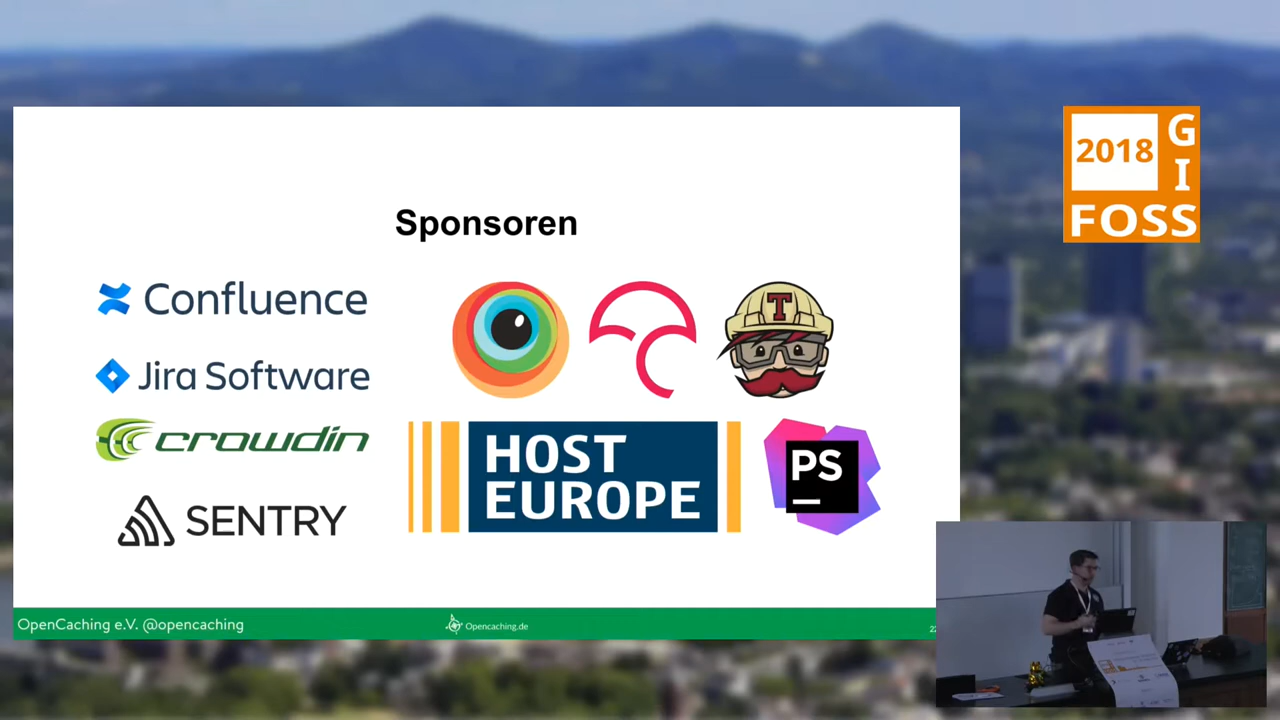 Sponsoren
Confluence
Jira Software
crowdin
SENTRY
T
HOST
EUROPE
PS
OpenCaching e.V. @opencaching
Opencaching.de
2018
G
I
FOSS